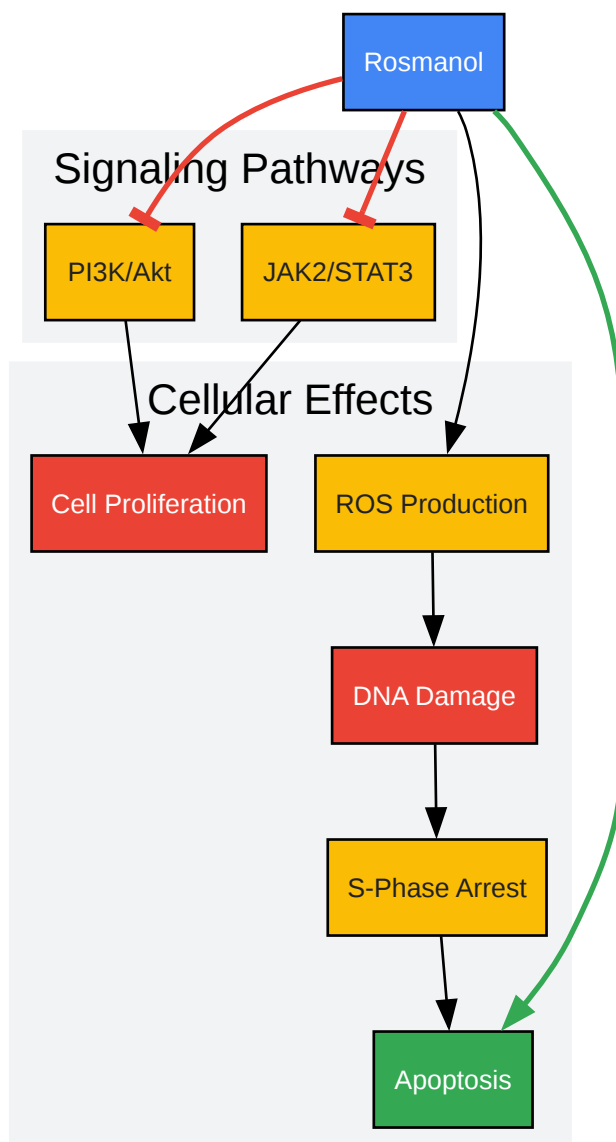 Rosmanol
Signaling Pathways
PI3K/Akt
JAK2/STAT3
Cellular Effects
Cell Proliferation
ROS Production
DNA Damage
S-Phase Arrest
Apoptosis